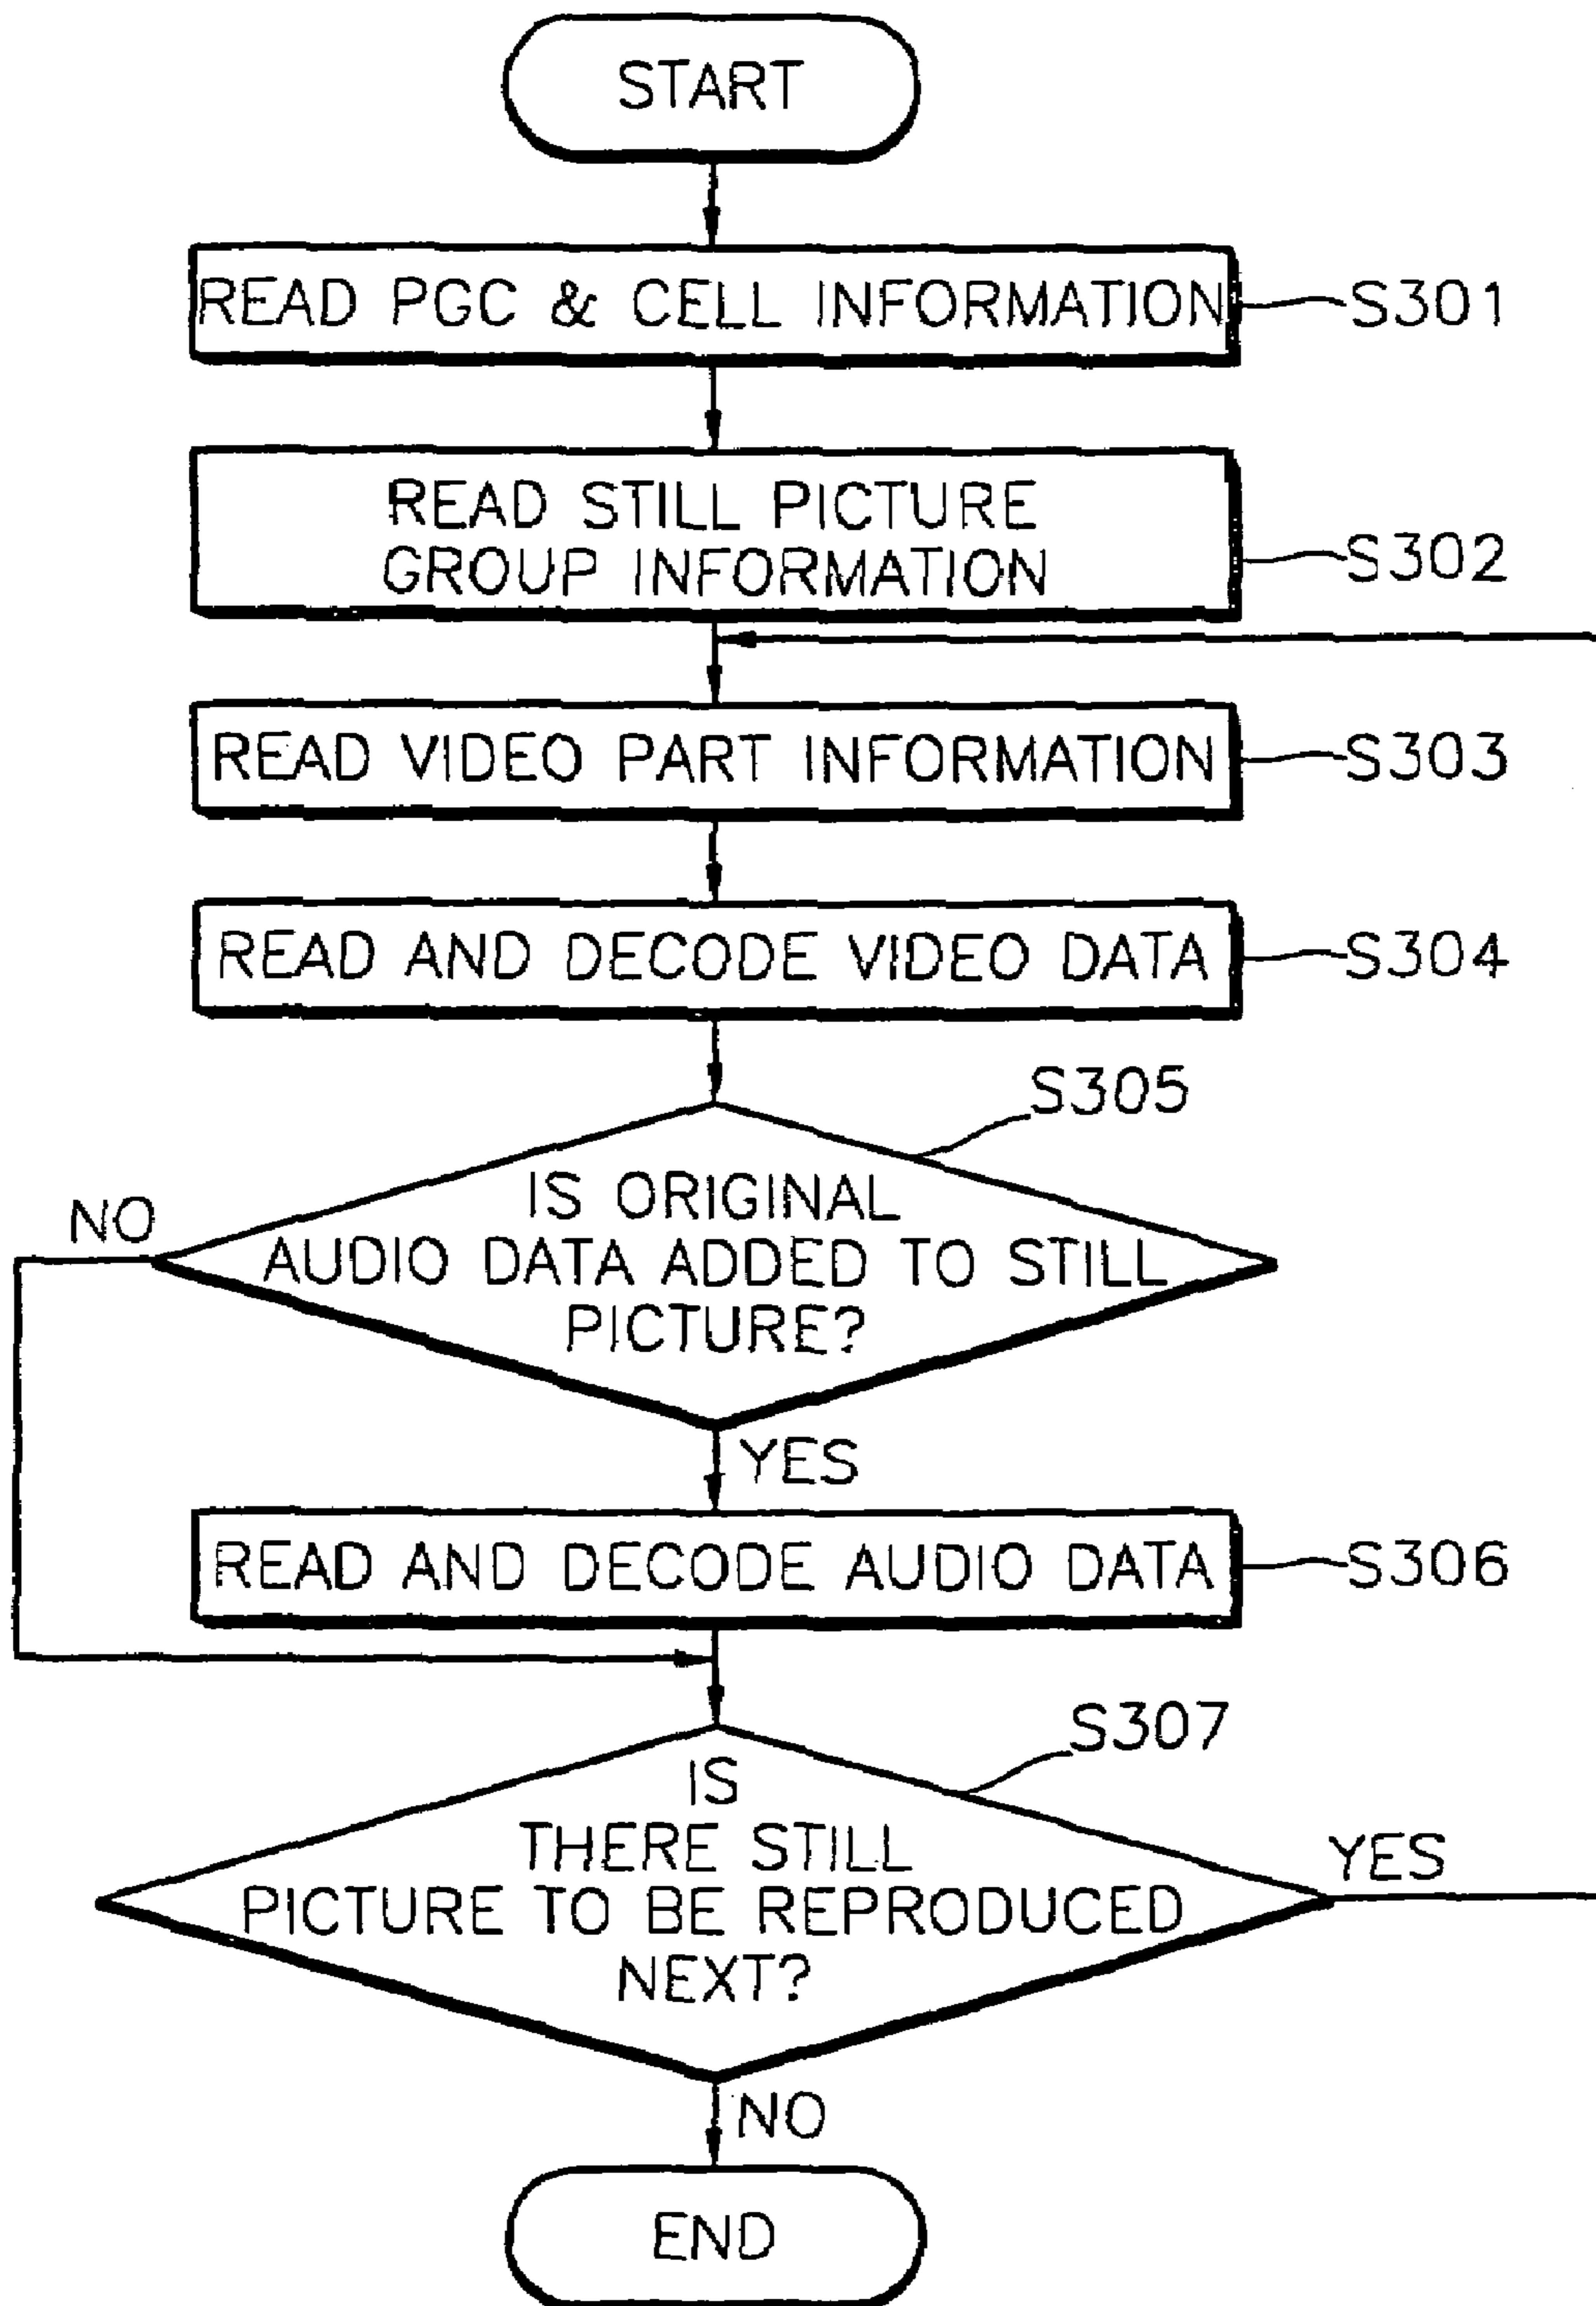 START
READ PGC & CELL INFORMATION
S301
READ STILL PICTURE
GROUP INFORMATION
S302
READ VIDEO PART INFORMATION
S303
READ AND DECODE VIDEO DATA
S304
S305
IS ORIGINAL
AUDIO DATA ADDED TO STILL
PICTURE?
NO
YES
READ AND DECODE AUDIO DATA
S306
S307
IS
THERE STILL
PICTURE TO BE REPRODUCED
NEXT?
YES
NO
END